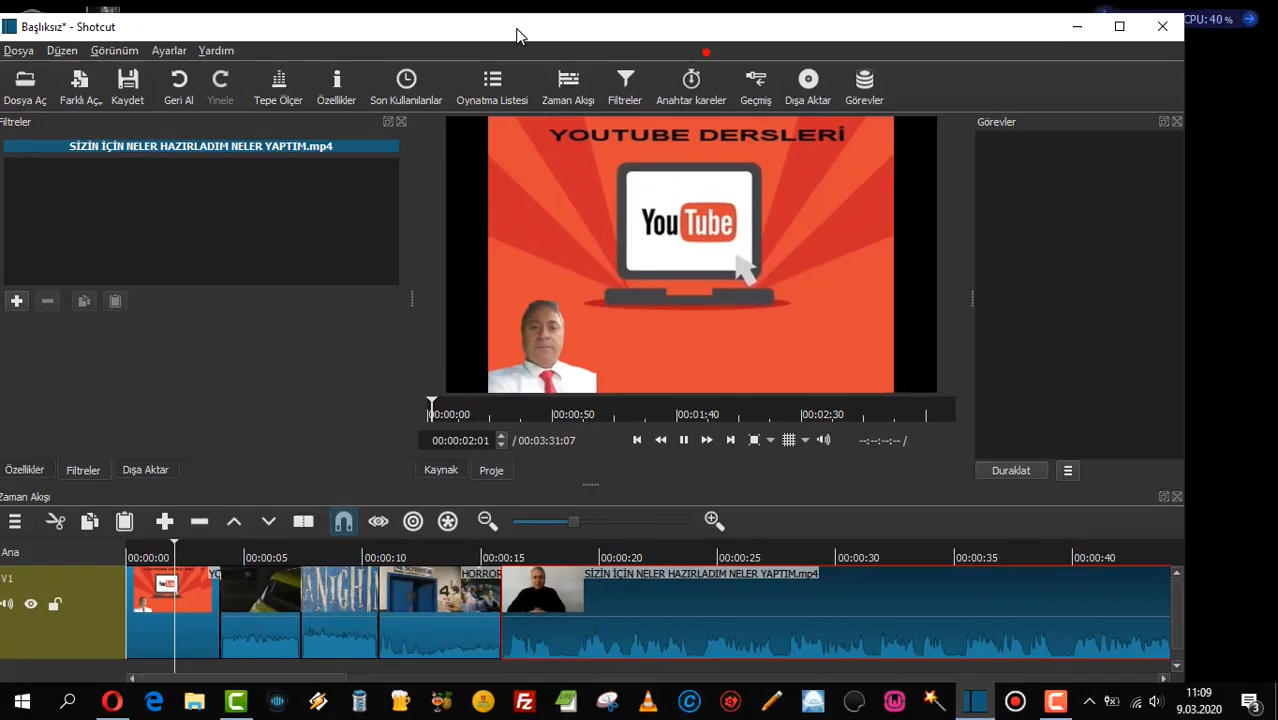 Başlıksız* - Shotcut
CPU: 40 %
Dosya Düzen Görünüm Ayarlar Yardım
Dosya Aç Farklı Aç.. Kaydet Geri Al Yinele Tepe Ölçer Özellikler Son Kullanılanlar Oynatma Listesi Zaman Akışı Filtreler Anahtar kareler Geçmiş Dışa Aktar Görevler
Filtreler
Görevler
SİZİN İÇİN NELER HAZIRLADIM NELER YAPTIM.mp4
YOUTUBE DERSLERİ
YouTube
00:00:00 00:00:50 00:01:40 00:02:30
00:00:02:01 / 00:03:31:07 --:--:--:-- /
Özellikler Filtreler Dışa Aktar Kaynak Proje Duraklat
Zaman Akışı
Ana 00:00:00 00:00:05 00:00:10 00:00:15 00:00:20 00:00:25 00:00:30 00:00:35 00:00:40
V1 HORROR SİZİN İÇİN NELER HAZIRLADIM NELER YAPTIM.mp4
11:09
9.03.2020
3